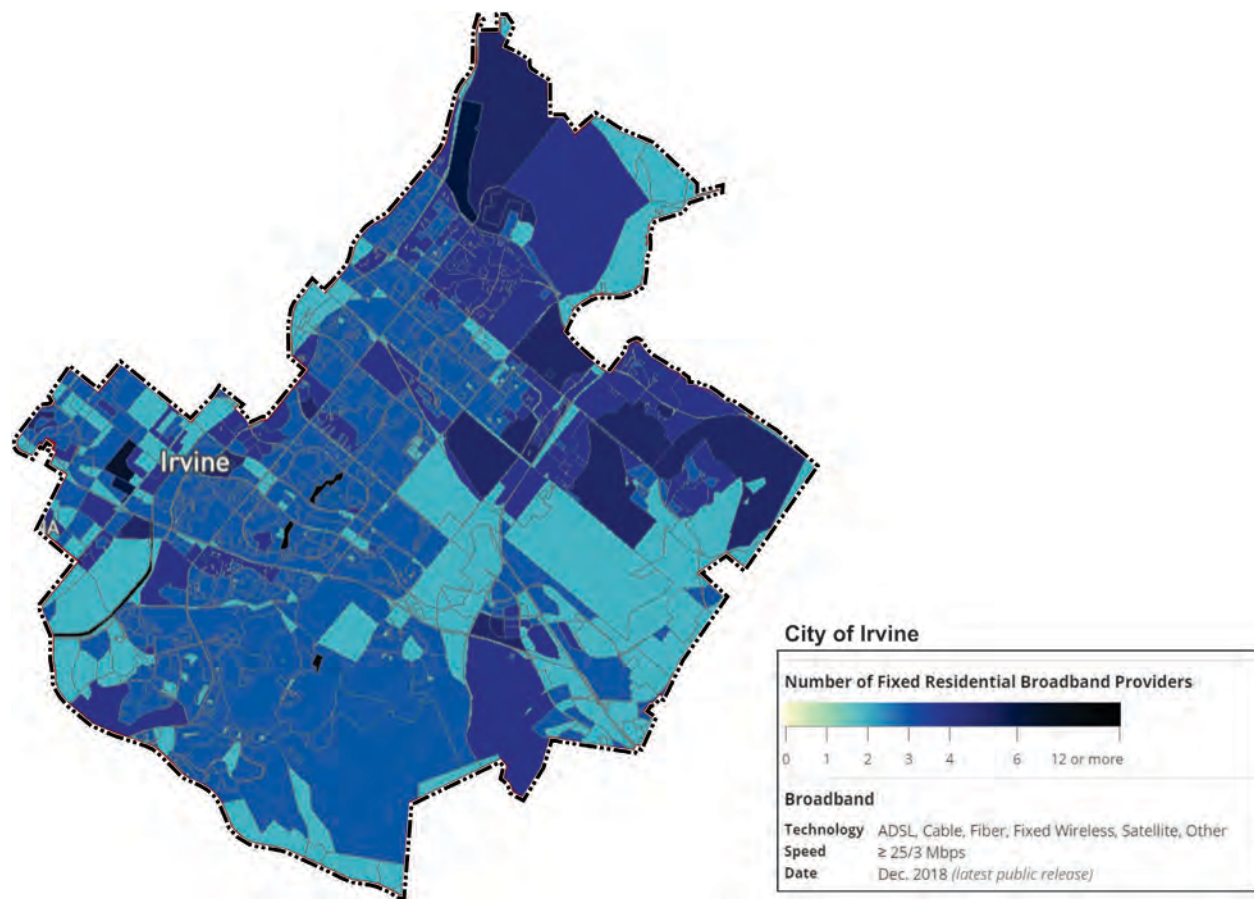 Irvine
City of Irvine
Number of Fixed Residential Broadband Providers
0 1 2 3 4 6 12 or more
Broadband
Technology ADSL, Cable, Fiber, Fixed Wireless, Satellite, Other
Speed ≥ 25/3 Mbps
Date Dec. 2018 (latest public release)